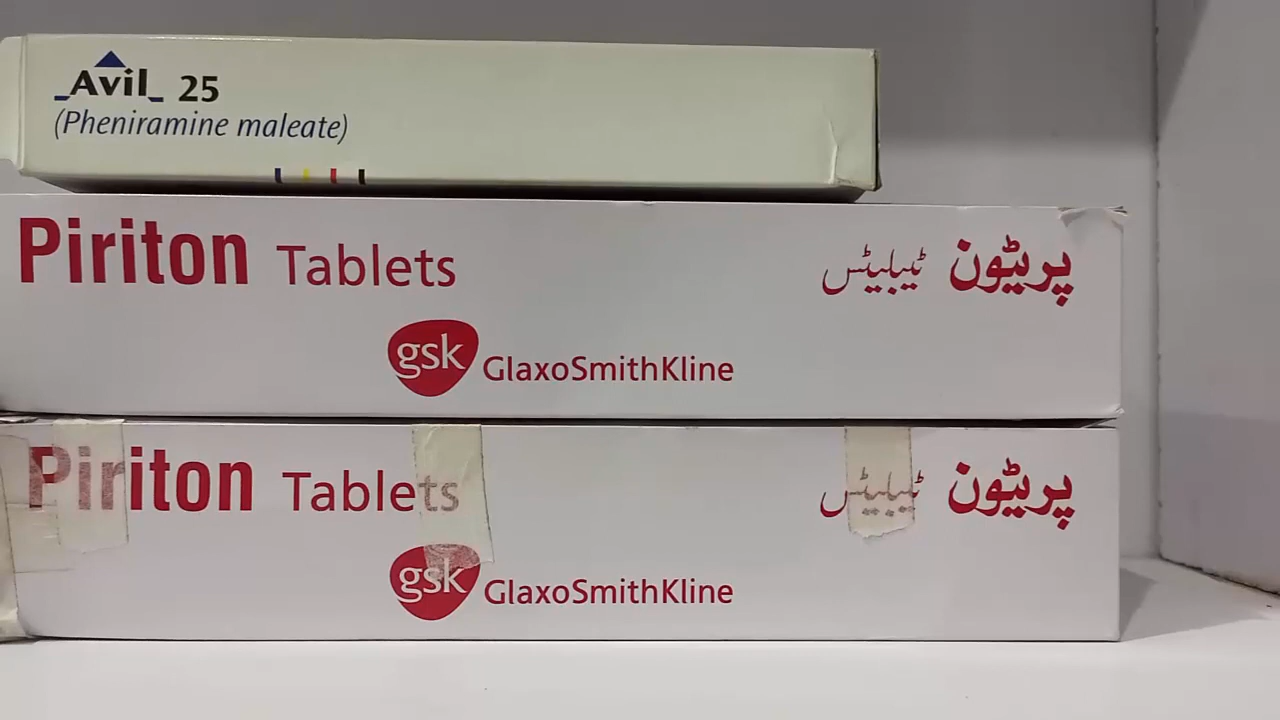 Avil 25
(Pheniramine maleate)
Piriton Tablets پریٹون ٹیبلیٹس
gsk GlaxoSmithKline
Piriton Tablets پریٹون ٹیبلیٹس
gsk GlaxoSmithKline